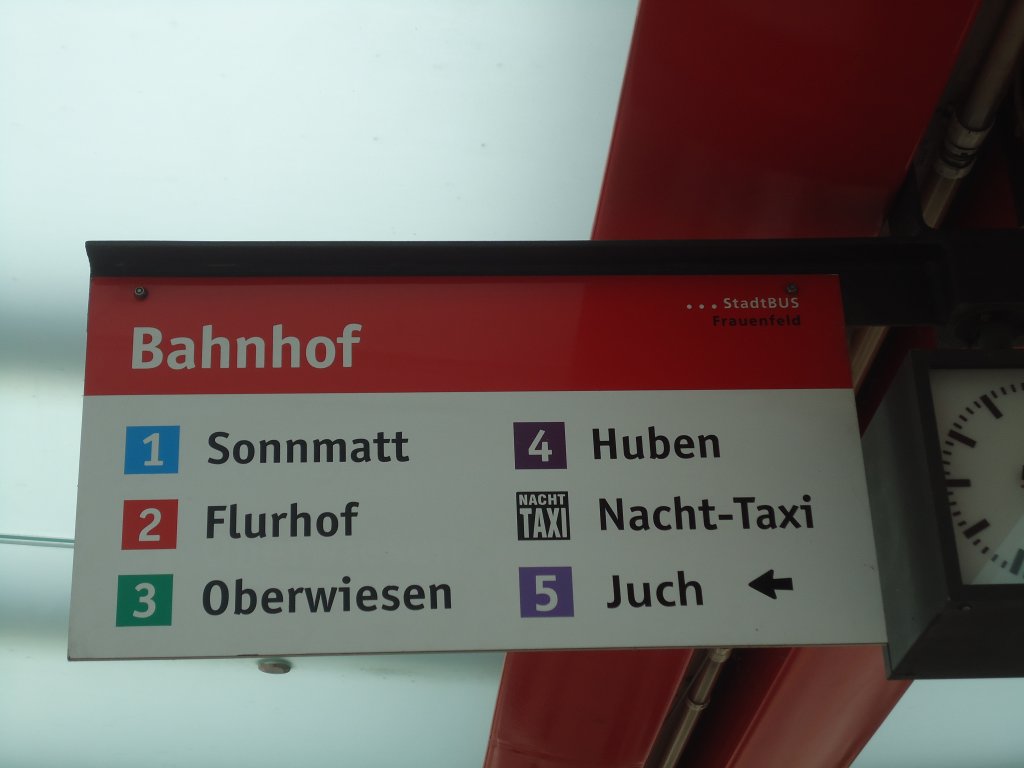 Bahnhof
...StadtBUS
Frauenfeld
1 Sonnmatt
2 Flurhof
3 Oberwiesen
4 Huben
NACHT
TAXI
Nacht-Taxi
5 Juch